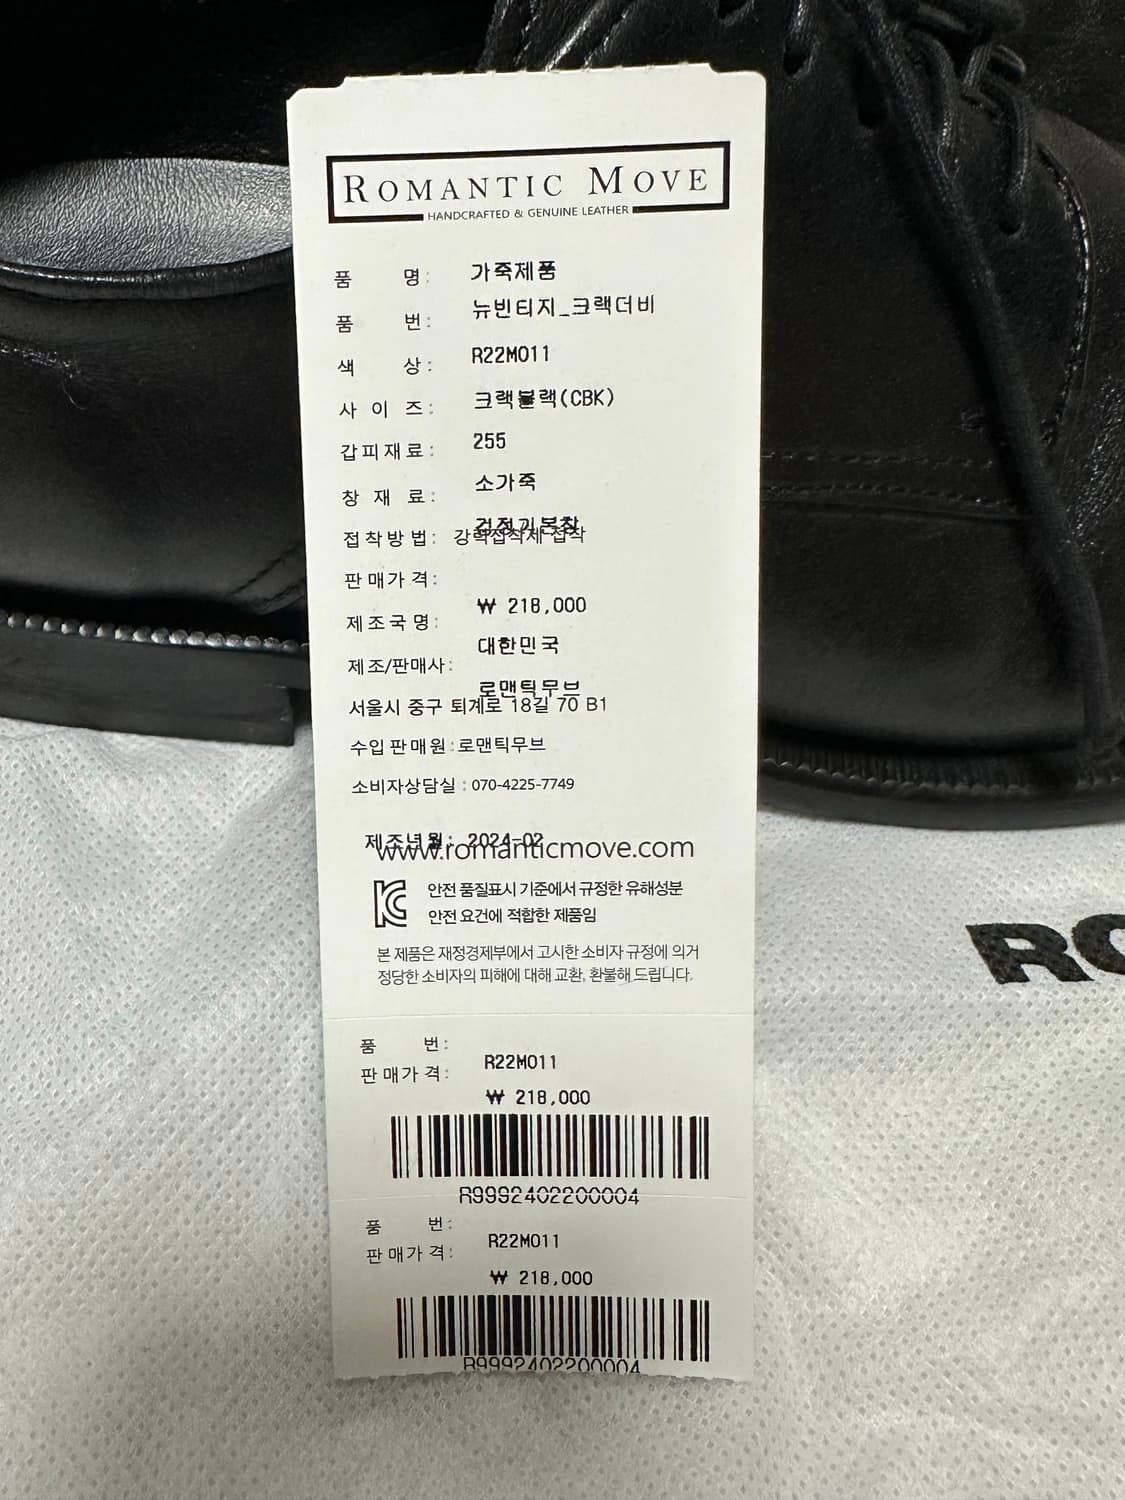 ROMANTIC MOVE
HANDCRAFTED & GENUINE LEATHER
품 명: 가죽제품
뉴빈티지_크랙더비
품 번:
색 상: R22M011
사 이 즈: 크랙블랙(CBK)
갑피재료: 255
창 재 료: 소가죽
검정기본창
접착방법: 강력접착제 접착
판매가격:
₩ 218,000
제조국명:
대한민국
제조/판매사:
로맨틱무브
서울시 중구 퇴계로 18길 70 B1
수입판매원:로맨틱무브
소비자상담실 : 070-4225-7749
제조년월: 2024-02
www.romanticmove.com
안전 품질표시 기준에서 규정한 유해성분
안전 요건에 적합한 제품임
본 제품은 재정경제부에서 고시한 소비자 규정에 의거
정당한 소비자의 피해에 대해 교환, 환불해 드립니다.
품 번:
R22M011
판매가격:
₩ 218,000
R9992402200004
품 번:
R22M011
판매가격:
₩ 218,000
R9992402200004
RO